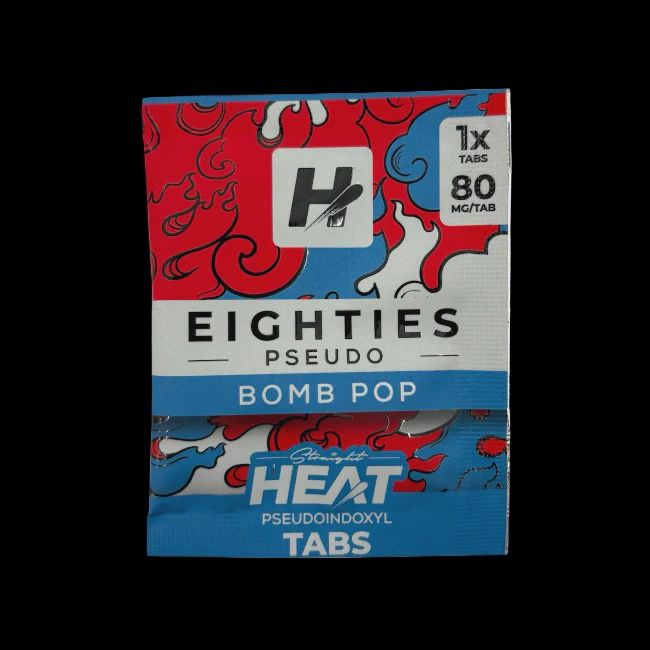 1x
TABS
80
MG/TAB
H
EIGHTIES
PSEUDO
BOMB POP
Straight
HEAT
PSEUDOINDOXYL
TABS